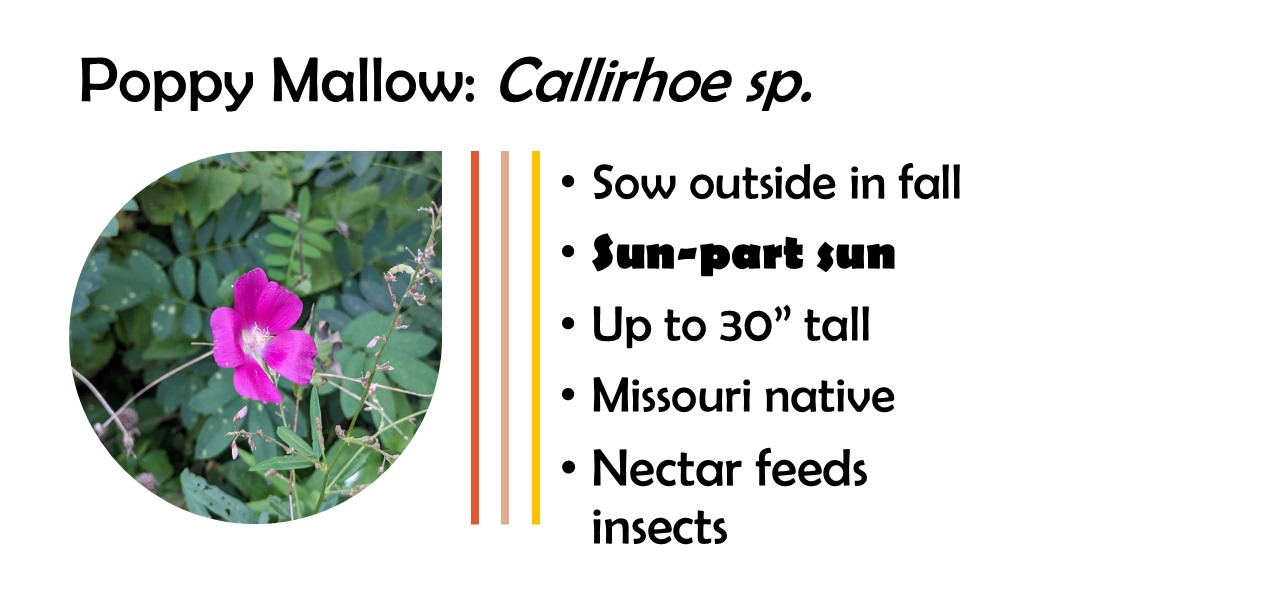 Poppy Mallow: Callirhoe sp.
• Sow outside in fall
• Sun-part sun
• Up to 30” tall
• Missouri native
• Nectar feeds
insects